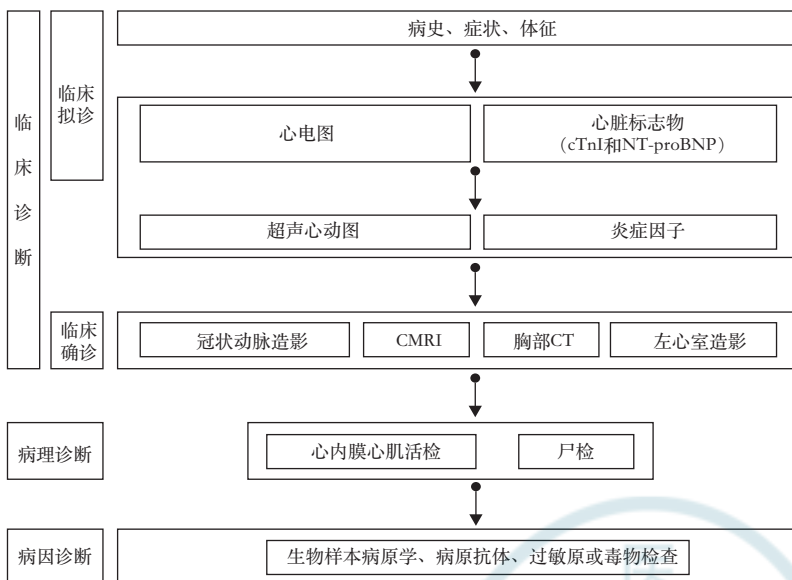 病史、症状、体征
临床诊断
临床
拟诊
心电图
心脏标志物
（cTnI和NT-proBNP）
超声心动图
炎症因子
临床
确诊
冠状动脉造影
CMRI
胸部CT
左心室造影
病理诊断
心内膜心肌活检
尸检
病因诊断
生物样本病原学、病原抗体、过敏原或毒物检查